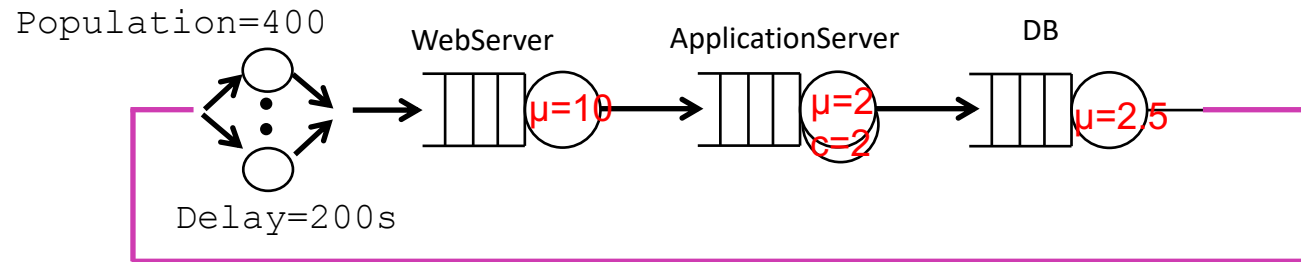 Population=400
WebServer
ApplicationServer
DB
μ=10
μ=2
c=2
μ=2.5
Delay=200s